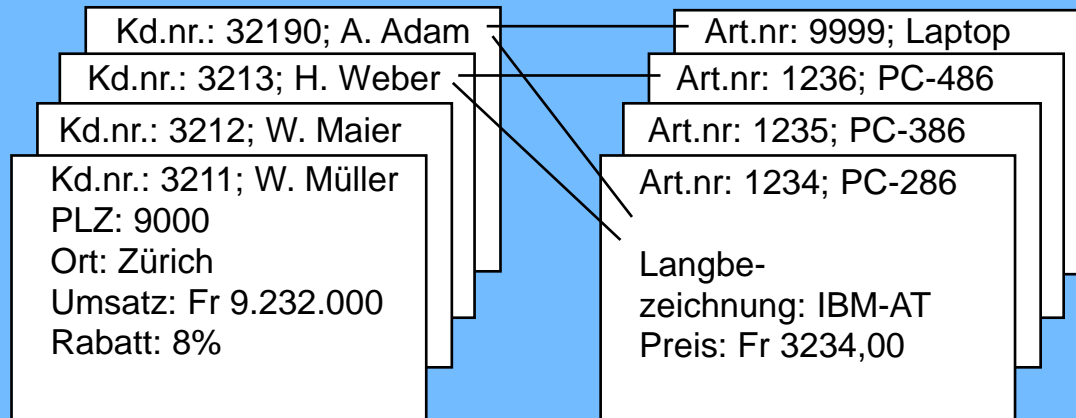 Kd.nr.: 32190; A. Adam
Kd.nr.: 3213; H. Weber
Kd.nr.: 3212; W. Maier
Kd.nr.: 3211; W. Müller
PLZ: 9000
Ort: Zürich
Umsatz: Fr 9.232.000
Rabatt: 8%
Art.nr: 9999; Laptop
Art.nr: 1236; PC-486
Art.nr: 1235; PC-386
Art.nr: 1234; PC-286
Langbe-
zeichnung: IBM-AT
Preis: Fr 3234,00